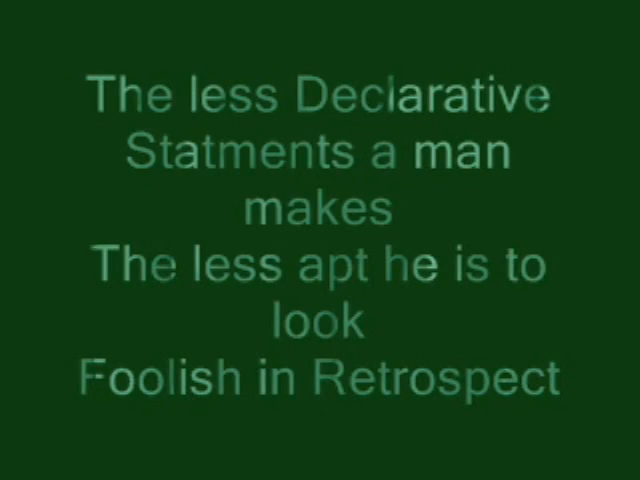 The less Declarative
Statments a man
makes
The less apt he is to
look
Foolish in Retrospect